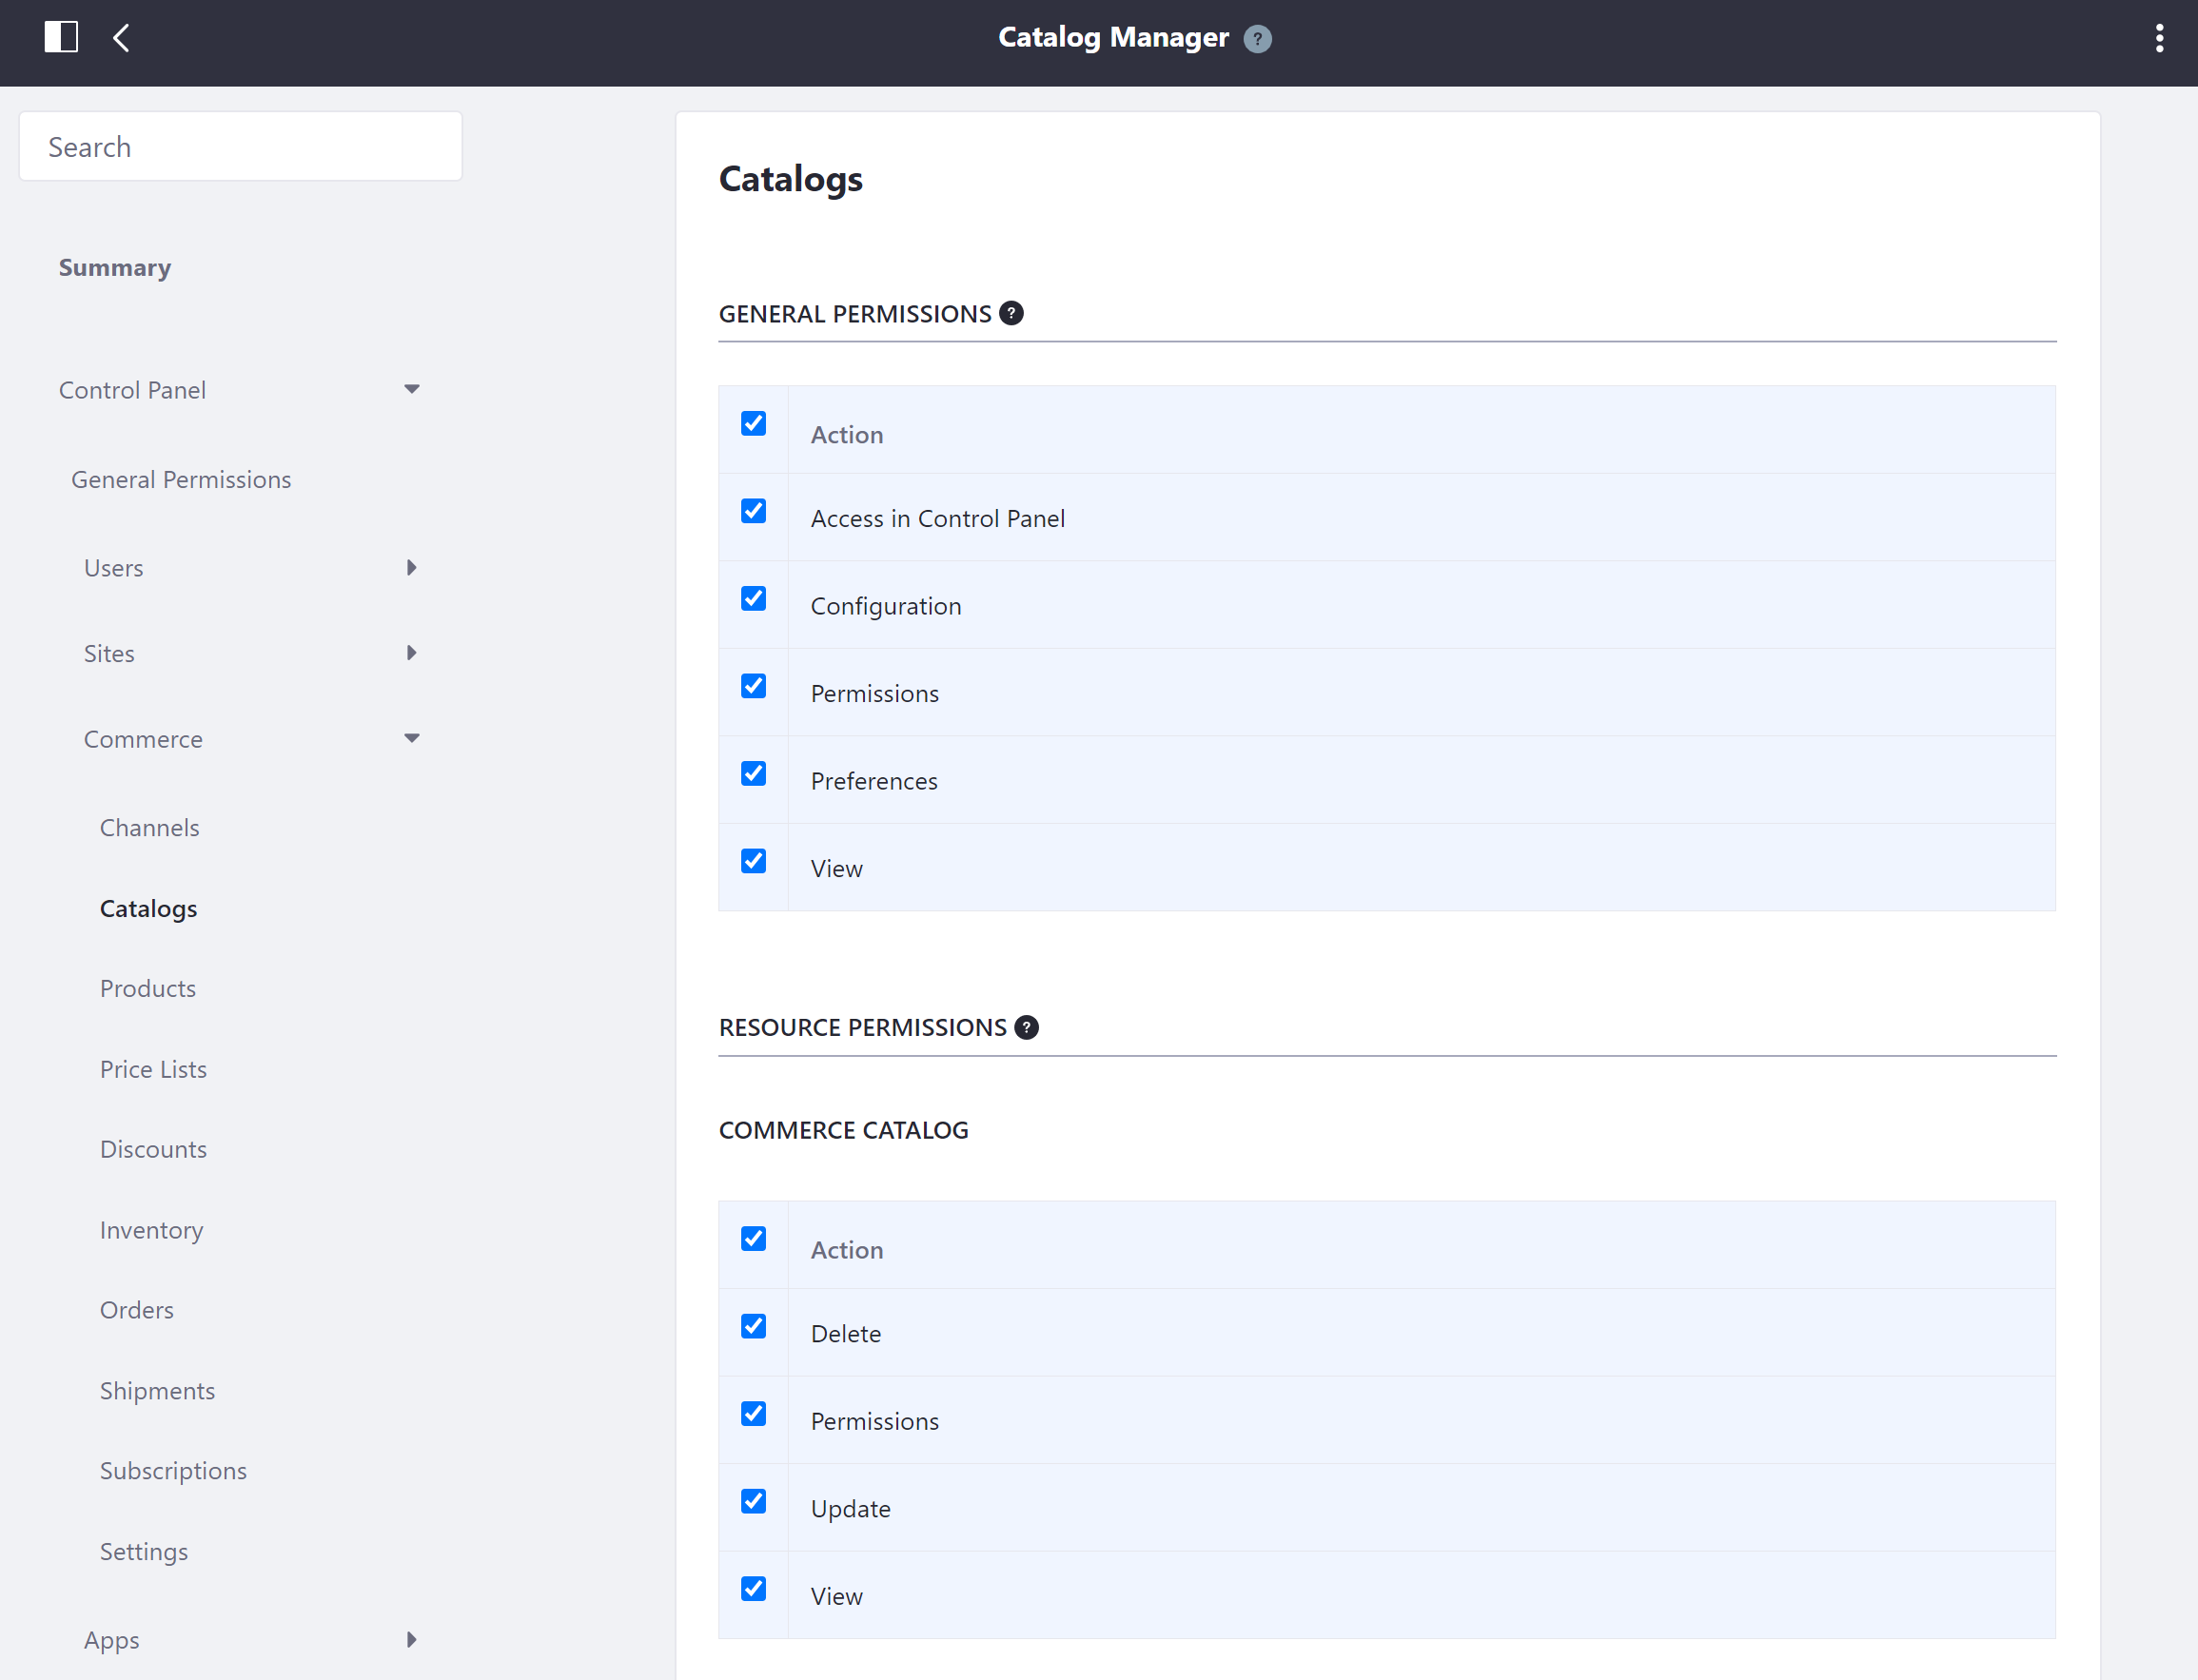 Catalog Manager ?
Search
Summary
Control Panel
General Permissions
Users
Sites
Commerce
Channels
Catalogs
Products
Price Lists
Discounts
Inventory
Orders
Shipments
Subscriptions
Settings
Apps
Catalogs
GENERAL PERMISSIONS ?
Action
Access in Control Panel
Configuration
Permissions
Preferences
View
RESOURCE PERMISSIONS ?
COMMERCE CATALOG
Action
Delete
Permissions
Update
View